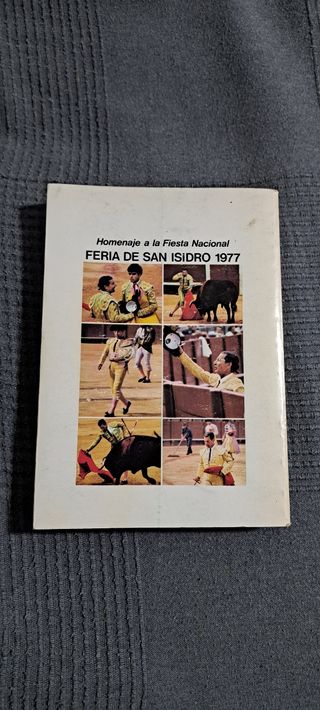 Homenaje a la Fiesta Nacional
FERIA DE SAN ISIDRO 1977